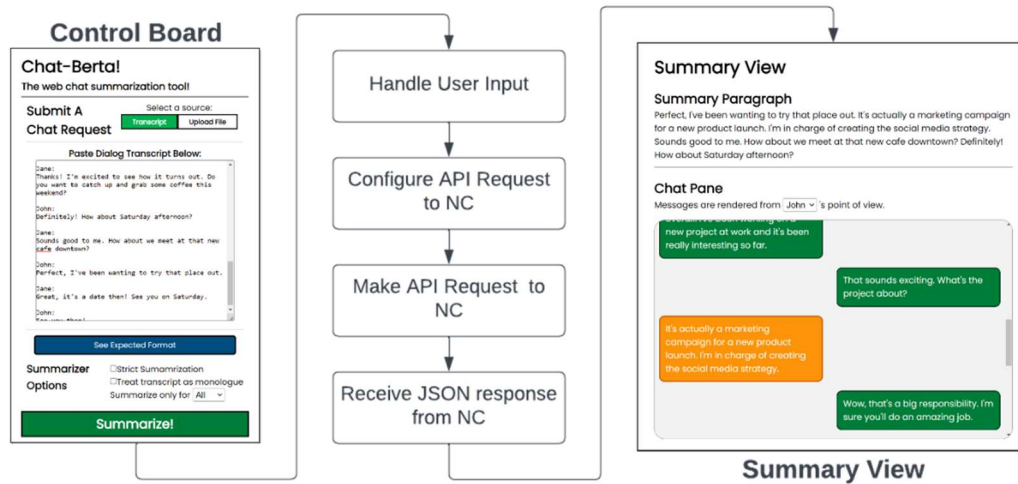 Control Board
Chat-Berta!
The web chat summarization tool!
Submit A
Chat Request
Select a source:
Transcript
Upload File
Paste Dialog Transcript Below:
Jane:
Thanks! I'm excited to see how it turns out. Do
you want to catch up and grab some coffee this
weekend?
John:
Definitely! How about Saturday afternoon?
Jane:
Sounds good to me. How about we meet at that new
cafe downtown?
John:
Perfect, I've been wanting to try that place out.
Jane:
Great, it's a date then! See you on Saturday.
John:
See Expected Format
Summarizer
Options
Strict Sumamrization
Treat transcript as monologue
Summarize only for All
Summarize!
Handle User Input
Configure API Request
to NC
Make API Request to
NC
Receive JSON response
from NC
Summary View
Summary Paragraph
Perfect, I've been wanting to try that place out. It's actually a marketing campaign
for a new product launch. I'm in charge of creating the social media strategy.
Sounds good to me. How about we meet at that new cafe downtown? Definitely!
How about Saturday afternoon?
Chat Pane
Messages are rendered from John 's point of view.
new project at work and it's been
really interesting so far.
That sounds exciting. What's the
project about?
It's actually a marketing
campaign for a new product
launch. I'm in charge of creating
the social media strategy.
Wow, that's a big responsibility. I'm
sure you'll do an amazing job.
Summary View